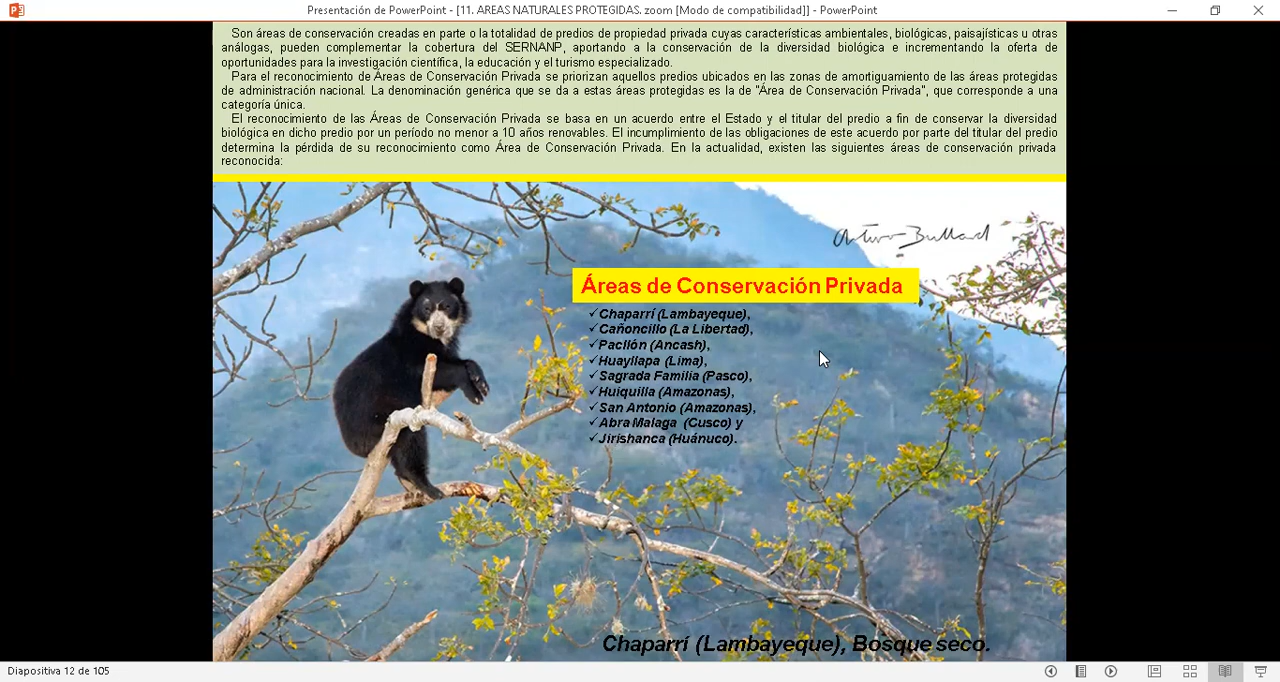 Presentación de PowerPoint - [11. AREAS NATURALES PROTEGIDAS. zoom [Modo de compatibilidad]] - PowerPoint
Son áreas de conservación creadas en parte o la totalidad de predios de propiedad privada cuyas características ambientales, biológicas, paisajísticas u otras
análogas, pueden complementar la cobertura del SERNANP, aportando a la conservación de la diversidad biológica e incrementando la oferta de
oportunidades para la investigación científica, la educación y el turismo especializado.
Para el reconocimiento de Áreas de Conservación Privada se priorizan aquellos predios ubicados en las zonas de amortiguamiento de las áreas protegidas
de administración nacional. La denominación genérica que se da a estas áreas protegidas es la de "Área de Conservación Privada", que corresponde a una
categoría única.
El reconocimiento de las Áreas de Conservación Privada se basa en un acuerdo entre el Estado y el titular del predio a fin de conservar la diversidad
biológica en dicho predio por un período no menor a 10 años renovables. El incumplimiento de las obligaciones de este acuerdo por parte del titular del predio
determina la pérdida de su reconocimiento como Área de Conservación Privada. En la actualidad, existen las siguientes áreas de conservación privada
reconocida:
Arturo Bullard
Áreas de Conservación Privada
✓Chaparrí (Lambayeque),
✓Cañoncillo (La Libertad),
✓Pacllón (Ancash),
✓Huayllapa (Lima),
✓Sagrada Familia (Pasco),
✓Huiquilla (Amazonas),
✓San Antonio (Amazonas),
✓Abra Malaga (Cusco) y
✓Jirishanca (Huánuco).
Chaparrí (Lambayeque), Bosque seco.
Diapositiva 12 de 105